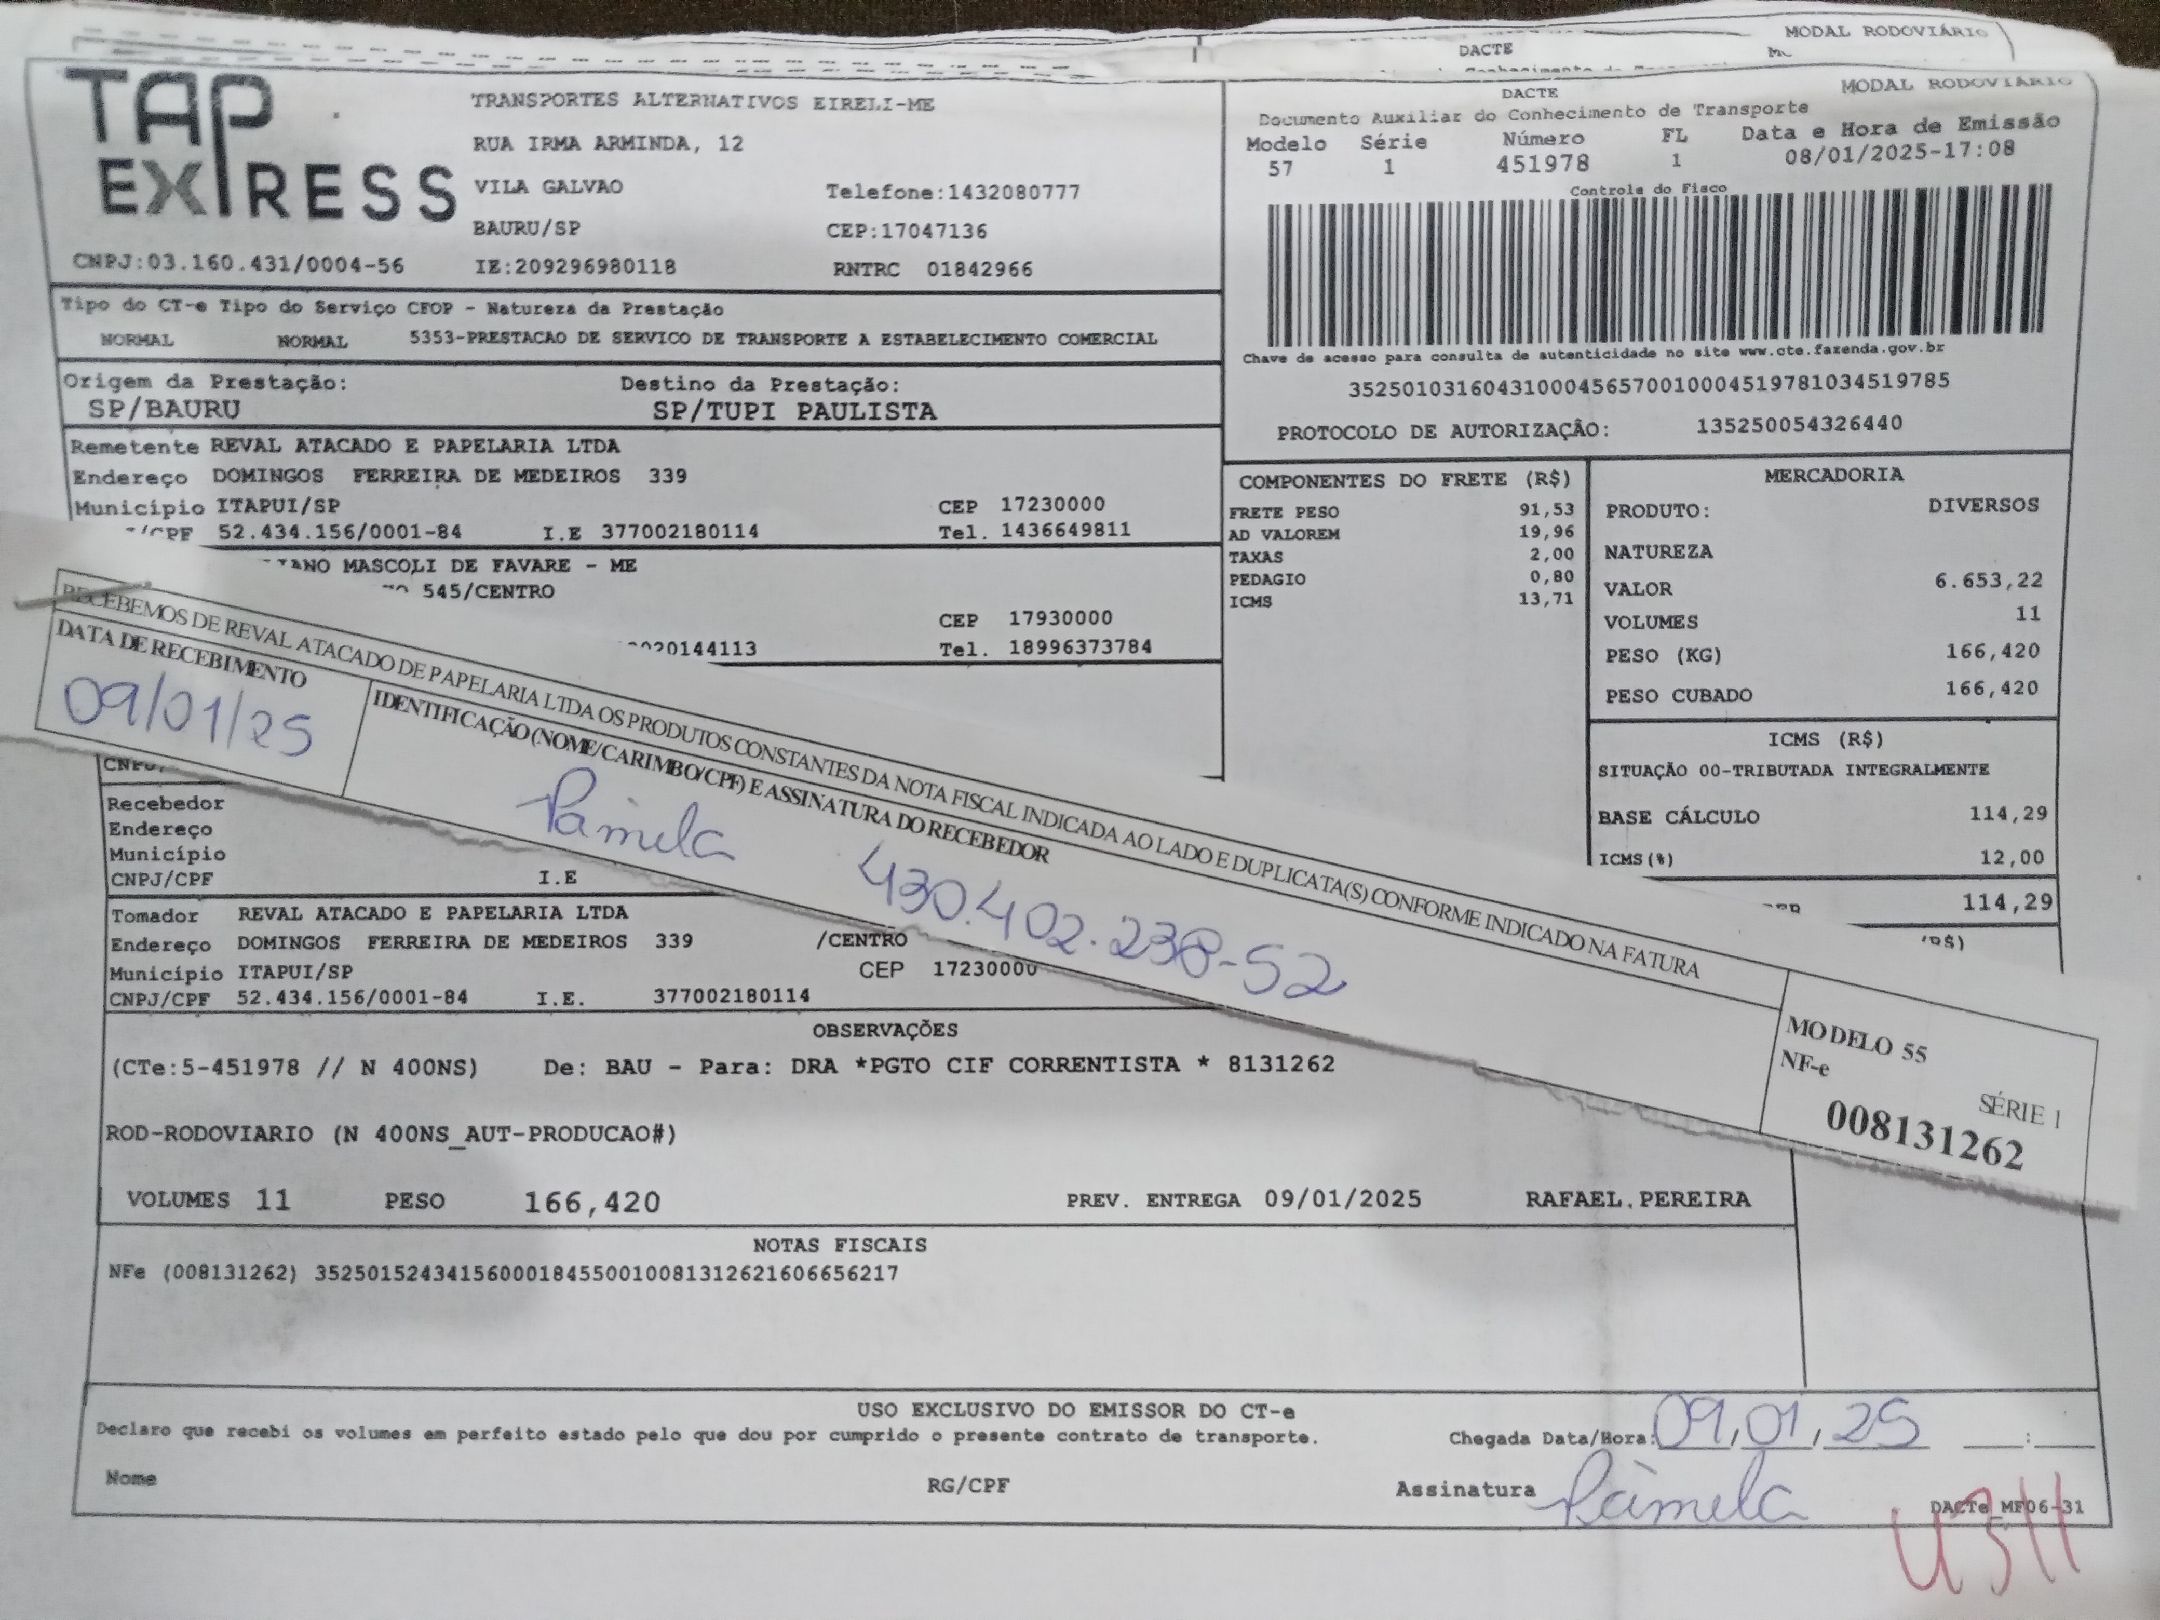 MODAL RODOVIÁRIO
DACTE
TAP EXPRESS
CNPJ:03.160.431/0004-56
TRANSPORTES ALTERNATIVOS EIRELI-ME
RUA IRMA ARMINDA, 12
VILA GALVAO Telefone:1432080777
BAURU/SP CEP:17047136
IE:209296980118 RNTRC 01842966
MODAL RODOVIARIO
DACTE
Documento Auxiliar do Conhecimento de Transporte
Modelo Série Número FL Data e Hora de Emissão
57 1 451978 1 08/01/2025-17:08
Controle do Fisco
Chave de acesso para consulta de autenticidade no site www.cte.fazenda.gov.br
35250103160431000456570010004519781034519785
PROTOCOLO DE AUTORIZAÇÃO: 135250054326440
Tipo do CT-e Tipo do Serviço CFOP - Natureza da Prestação
NORMAL NORMAL 5353-PRESTACAO DE SERVICO DE TRANSPORTE A ESTABELECIMENTO COMERCIAL
Origem da Prestação: Destino da Prestação:
SP/BAURU SP/TUPI PAULISTA
Remetente REVAL ATACADO E PAPELARIA LTDA
Endereço DOMINGOS FERREIRA DE MEDEIROS 339
Município ITAPUI/SP CEP 17230000
/CPF 52.434.156/0001-84 I.E 377002180114 Tel. 1436649811
MASCOLI DE FAVARE - ME
545/CENTRO
CEP 17930000
20144113 Tel. 18996373784
COMPONENTES DO FRETE (R$)
FRETE PESO 91,53
AD VALOREM 19,96
TAXAS 2,00
PEDAGIO 0,80
ICMS 13,71
MERCADORIA
PRODUTO: DIVERSOS
NATUREZA
VALOR 6.653,22
VOLUMES 11
PESO (KG) 166,420
PESO CUBADO 166,420
ICMS (R$)
SITUAÇÃO 00-TRIBUTADA INTEGRALMENTE
BASE CÁLCULO 114,29
ICMS(%) 12,00
114,29
RECEBEMOS DE REVAL ATACADO DE PAPELARIA LTDA OS PRODUTOS CONSTANTES DA NOTA FISCAL INDICADA AO LADO E DUPLICATA(S) CONFORME INDICADO NA FATURA
DATA DE RECEBIMENTO
09/01/25
IDENTIFICAÇÃO (NOME/CARIMBO/CPF) E ASSINATURA DO RECEBEDOR
Pâmela 430.402.238-52
MODELO 55
NF-e
SÉRIE 1
008131262
Recebedor
Endereço
Município
CNPJ/CPF I.E
Tomador REVAL ATACADO E PAPELARIA LTDA
Endereço DOMINGOS FERREIRA DE MEDEIROS 339 /CENTRO
Município ITAPUI/SP CEP 17230000
CNPJ/CPF 52.434.156/0001-84 I.E. 377002180114
OBSERVAÇÕES
(CTe:5-451978 // N 400NS) De: BAU - Para: DRA *PGTO CIF CORRENTISTA * 8131262
ROD-RODOVIARIO (N 400NS_AUT-PRODUCAO#)
VOLUMES 11 PESO 166,420 PREV. ENTREGA 09/01/2025 RAFAEL.PEREIRA
NOTAS FISCAIS
NFe (008131262) 35250152434156000184550010081312621606656217
USO EXCLUSIVO DO EMISSOR DO CT-e
Declaro que recebi os volumes em perfeito estado pelo que dou por cumprido o presente contrato de transporte.
Chegada Data/Hora: 09/01/25
Nome RG/CPF Assinatura Pâmela
DACTe_MF06-31